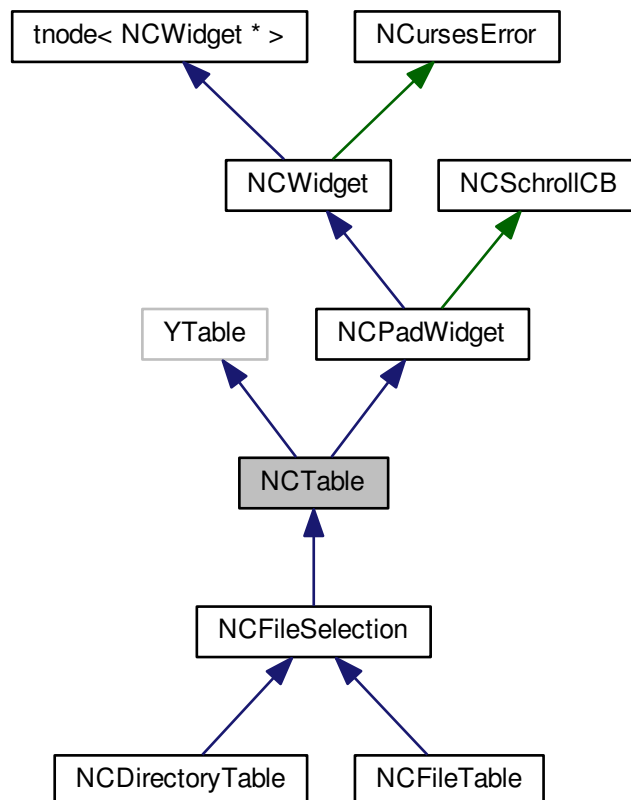 tnode< NCWidget * >
NCursesError
NCWidget
NCSchrollCB
YTable
NCPadWidget
NCTable
NCFileSelection
NCDirectoryTable
NCFileTable